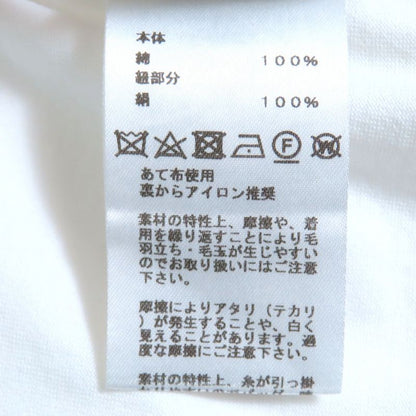 本体
綿 100%
紐部分
絹 100%
F W
あて布使用
裏からアイロン推奨
素材の特性上、摩擦や、着
用を繰り返すことにより毛
羽立ち・毛玉が生じやすい
のでお取り扱いにはご注意
下さい。
摩擦によりアタリ(テカリ
)が発生することや、白く
見えることがあります。過
度な摩擦にご注意下さい。
素材の特性上、糸が引っ掛